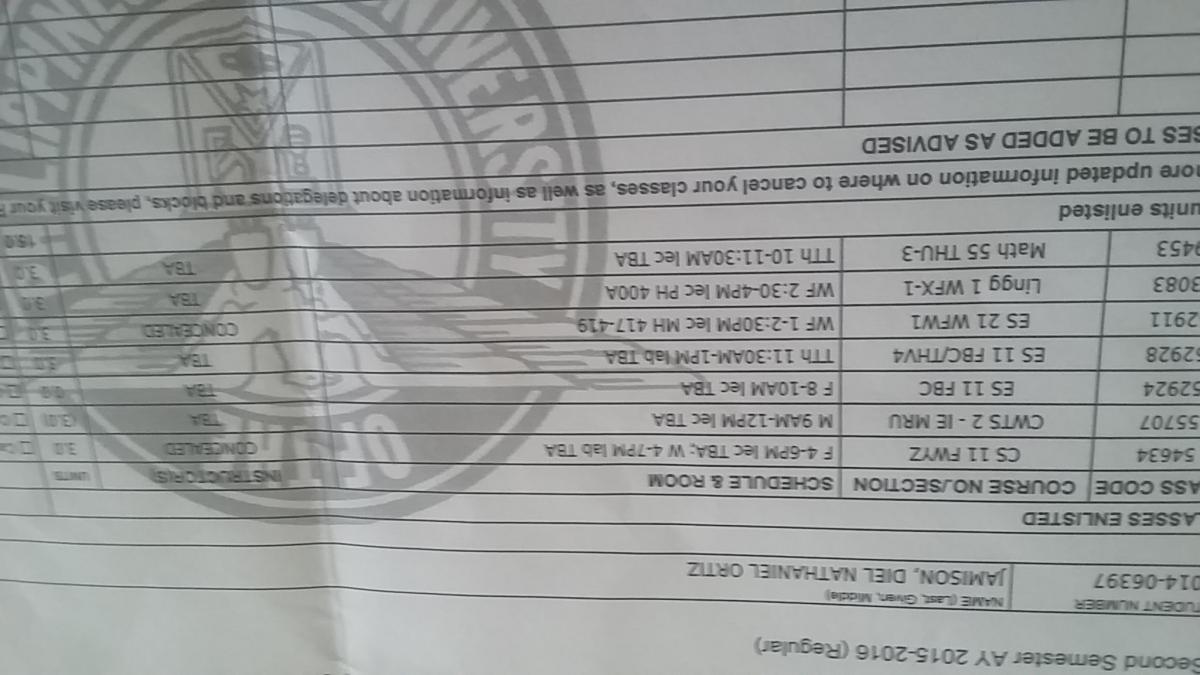 Second Semester AY 2015-2016 (Regular)
TUDENT NUMBER NAME (Last, Given, Middle)
014-06397 JAMISON, DIEL NATHANIEL ORTIZ
LASSES ENLISTED
ASS CODE COURSE NO./SECTION SCHEDULE & ROOM INSTRUCTOR(S) UNITS
54634 CS 11 FWYZ F 4-6PM lec TBA; W 4-7PM lab TBA CONCEALED 3.0
55707 CWTS 2 - IE MRU M 9AM-12PM lec TBA TBA (3.0)
52924 ES 11 FBC F 8-10AM lec TBA TBA 0.0
52928 ES 11 FBC/THV4 TTh 11:30AM-1PM lab TBA TBA 3.0
2911 ES 21 WFW1 WF 1-2:30PM lec MH 417-419 CONCEALED 3.0
3083 Lingg 1 WFX-1 WF 2:30-4PM lec PH 400A TBA 3.0
9453 Math 55 THU-3 TTh 10-11:30AM lec TBA TBA 3.0
units enlisted 15.0
more updated information on where to cancel your classes, as well as information about delegations and blocks, please visit your
SES TO BE ADDED AS ADVISED